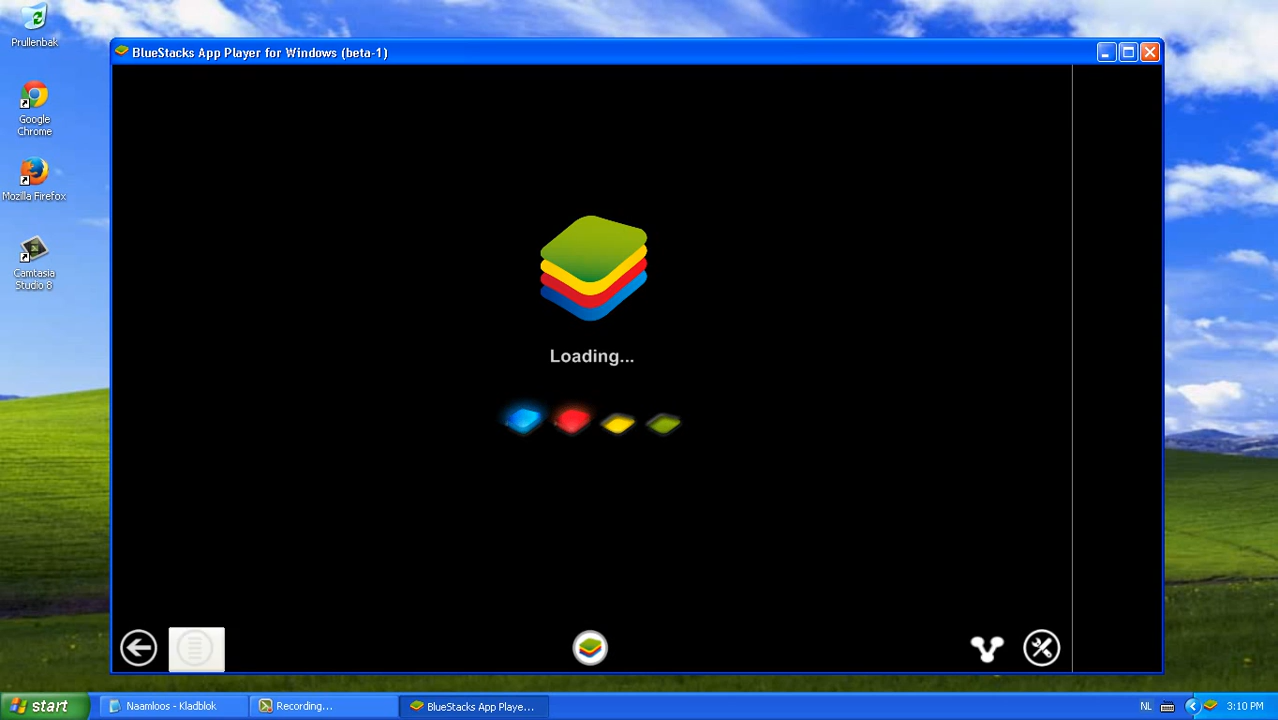 Prullenbak
BlueStacks App Player for Windows (beta-1)
Google
Chrome
Mozilla Firefox
Camtasia
Studio 8
Loading...
start
Naamloos - Kladblok
Recording...
BlueStacks App Playe...
NL
3:10 PM